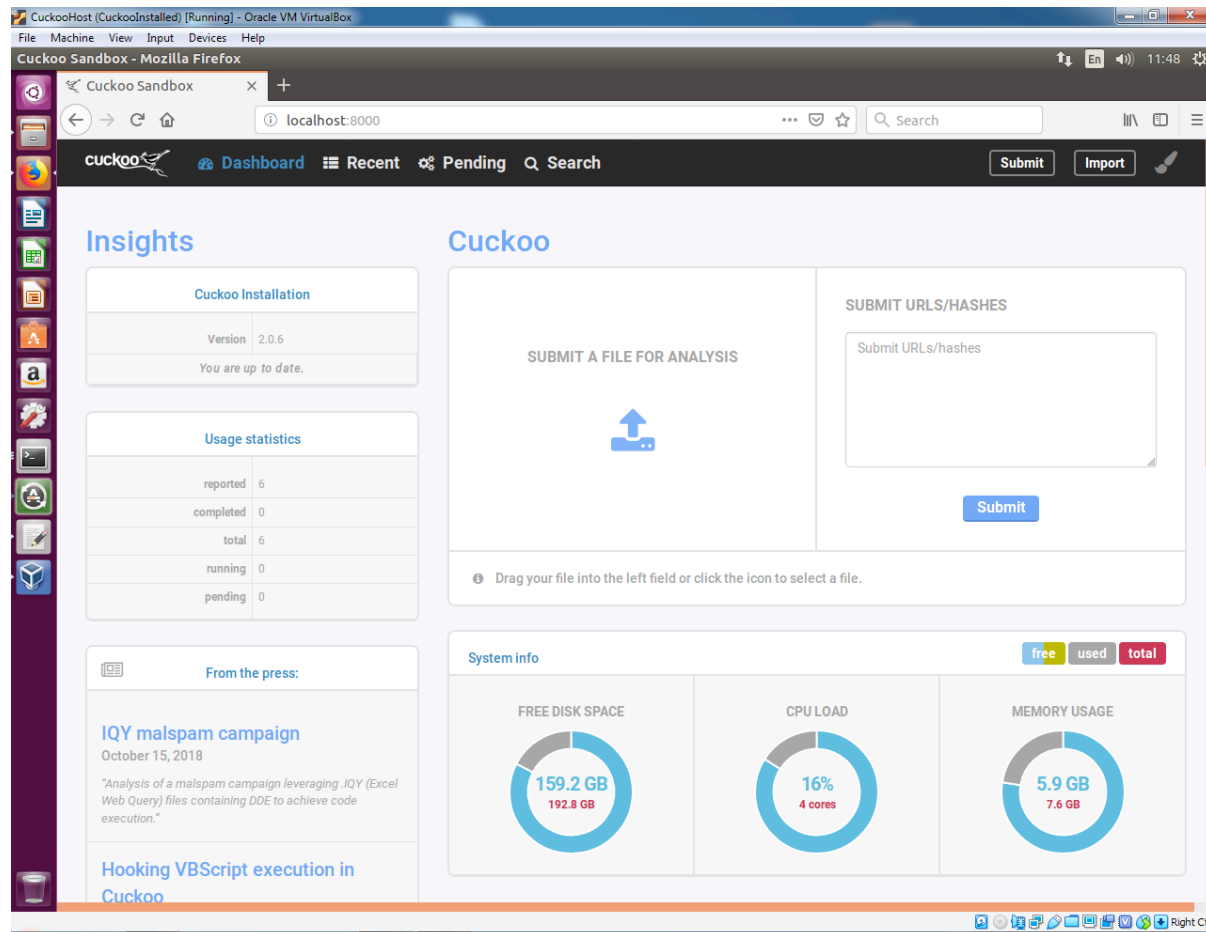 CuckooHost (CuckooInstalled) [Running] - Oracle VM VirtualBox
File Machine View Input Devices Help
Cuckoo Sandbox - Mozilla Firefox
En 11:48
Cuckoo Sandbox
localhost:8000
Search
cuckoo Dashboard Recent Pending Search Submit Import
Insights
Cuckoo Installation
Version 2.0.6
You are up to date.
Usage statistics
reported 6
completed 0
total 6
running 0
pending 0
From the press:
IQY malspam campaign
October 15, 2018
"Analysis of a malspam campaign leveraging .IQY (Excel
Web Query) files containing DDE to achieve code
execution."
Hooking VBScript execution in
Cuckoo
Cuckoo
SUBMIT A FILE FOR ANALYSIS
SUBMIT URLS/HASHES
Submit URLs/hashes
Submit
Drag your file into the left field or click the icon to select a file.
System info
free used total
FREE DISK SPACE
159.2 GB
192.8 GB
CPU LOAD
16%
4 cores
MEMORY USAGE
5.9 GB
7.6 GB
Right